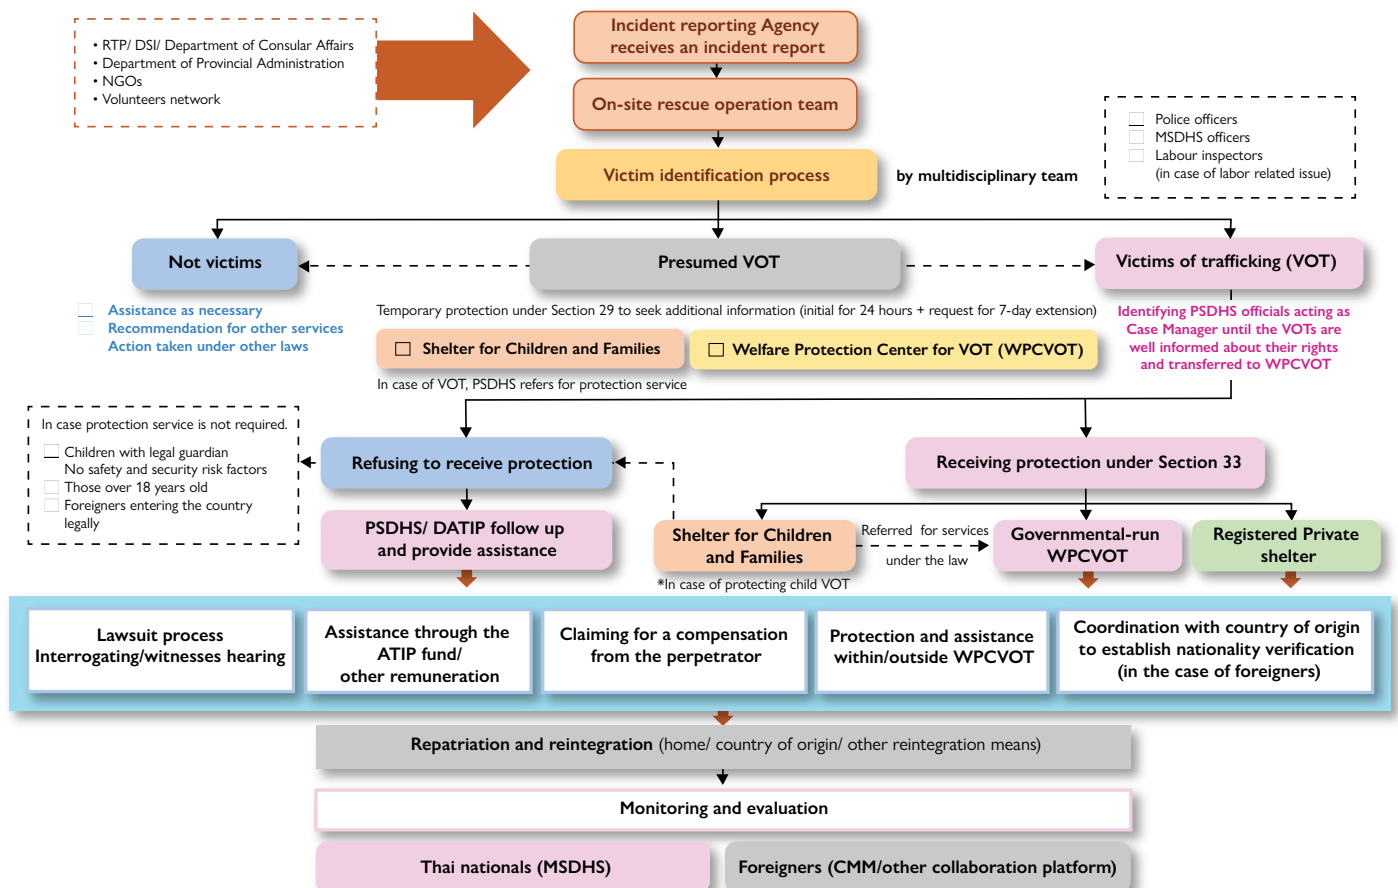 • RTP/ DSI/ Department of Consular Affairs
• Department of Provincial Administration
• NGOs
• Volunteers network
Incident reporting Agency
receives an incident report
On-site rescue operation team
Victim identification process
by multidisciplinary team
Police officers
MSDHS officers
Labour inspectors
(in case of labor related issue)
Not victims
Presumed VOT
Victims of trafficking (VOT)
Assistance as necessary
Recommendation for other services
Action taken under other laws
Temporary protection under Section 29 to seek additional information (initial for 24 hours + request for 7-day extension)
Shelter for Children and Families
Welfare Protection Center for VOT (WPCVOT)
In case of VOT, PSDHS refers for protection service
Identifying PSDHS officials acting as
Case Manager until the VOTs are
well informed about their rights
and transferred to WPCVOT
In case protection service is not required.
Children with legal guardian
No safety and security risk factors
Those over 18 years old
Foreigners entering the country
legally
Refusing to receive protection
Receiving protection under Section 33
PSDHS/ DATIP follow up
and provide assistance
Shelter for Children
and Families
*In case of protecting child VOT
Referred for services
under the law
Governmental-run
WPCVOT
Registered Private
shelter
Lawsuit process
Interrogating/witnesses hearing
Assistance through the
ATIP fund/
other remuneration
Claiming for a compensation
from the perpetrator
Protection and assistance
within/outside WPCVOT
Coordination with country of origin
to establish nationality verification
(in the case of foreigners)
Repatriation and reintegration (home/ country of origin/ other reintegration means)
Monitoring and evaluation
Thai nationals (MSDHS)
Foreigners (CMM/other collaboration platform)